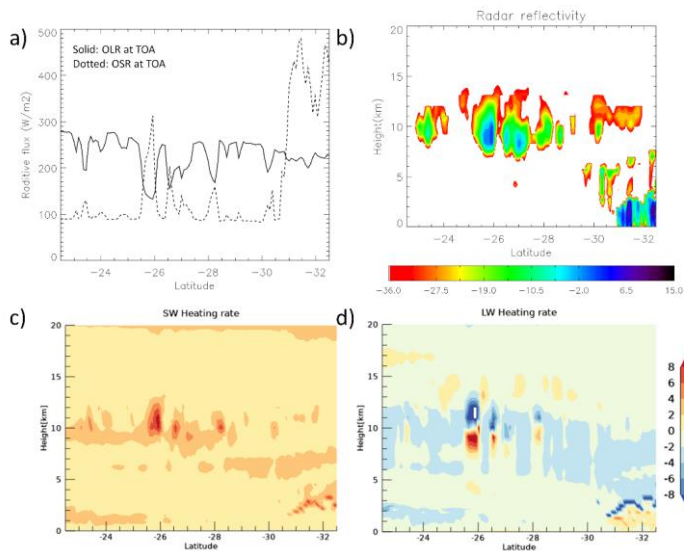 a)
Solid: OLR at TOA
Dotted: OSR at TOA
Raditive flux (W/m2)
500
400
300
200
100
0
-24 -26 -28 -30 -32
Latitude
b)
Radar reflectivity
Height(km)
20
15
10
5
0
-24 -26 -28 -30 -32
Latitude
-36.0 -27.5 -19.0 -10.5 -2.0 6.5 15.0
c)
SW Heating rate
Height[km]
20
15
10
5
0
-24 -26 -28 -30 -32
Latitude
d)
LW Heating rate
Height[km]
20
15
10
5
0
-24 -26 -28 -30 -32
Latitude
8
6
4
2
0
-2
-4
-6
-8